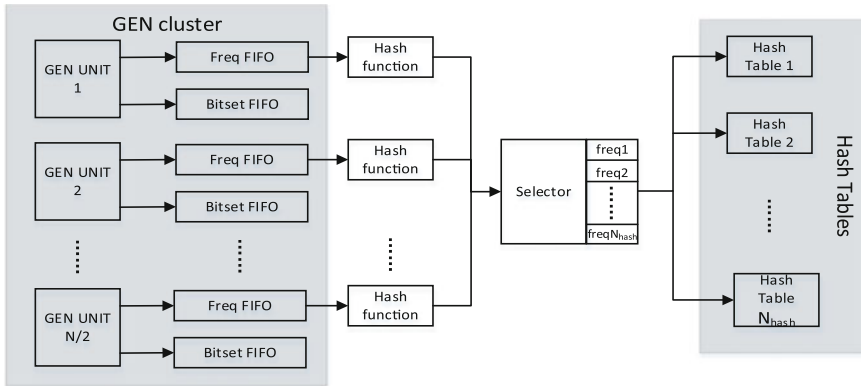 GEN cluster
GEN UNIT
1
Freq FIFO
Bitset FIFO
Hash
function
GEN UNIT
2
Freq FIFO
Bitset FIFO
Hash
function
GEN UNIT
N/2
Freq FIFO
Bitset FIFO
Hash
function
Selector
freq1
freq2
freqNhash
Hash
Table 1
Hash
Table 2
Hash
Table
Nhash
Hash Tables